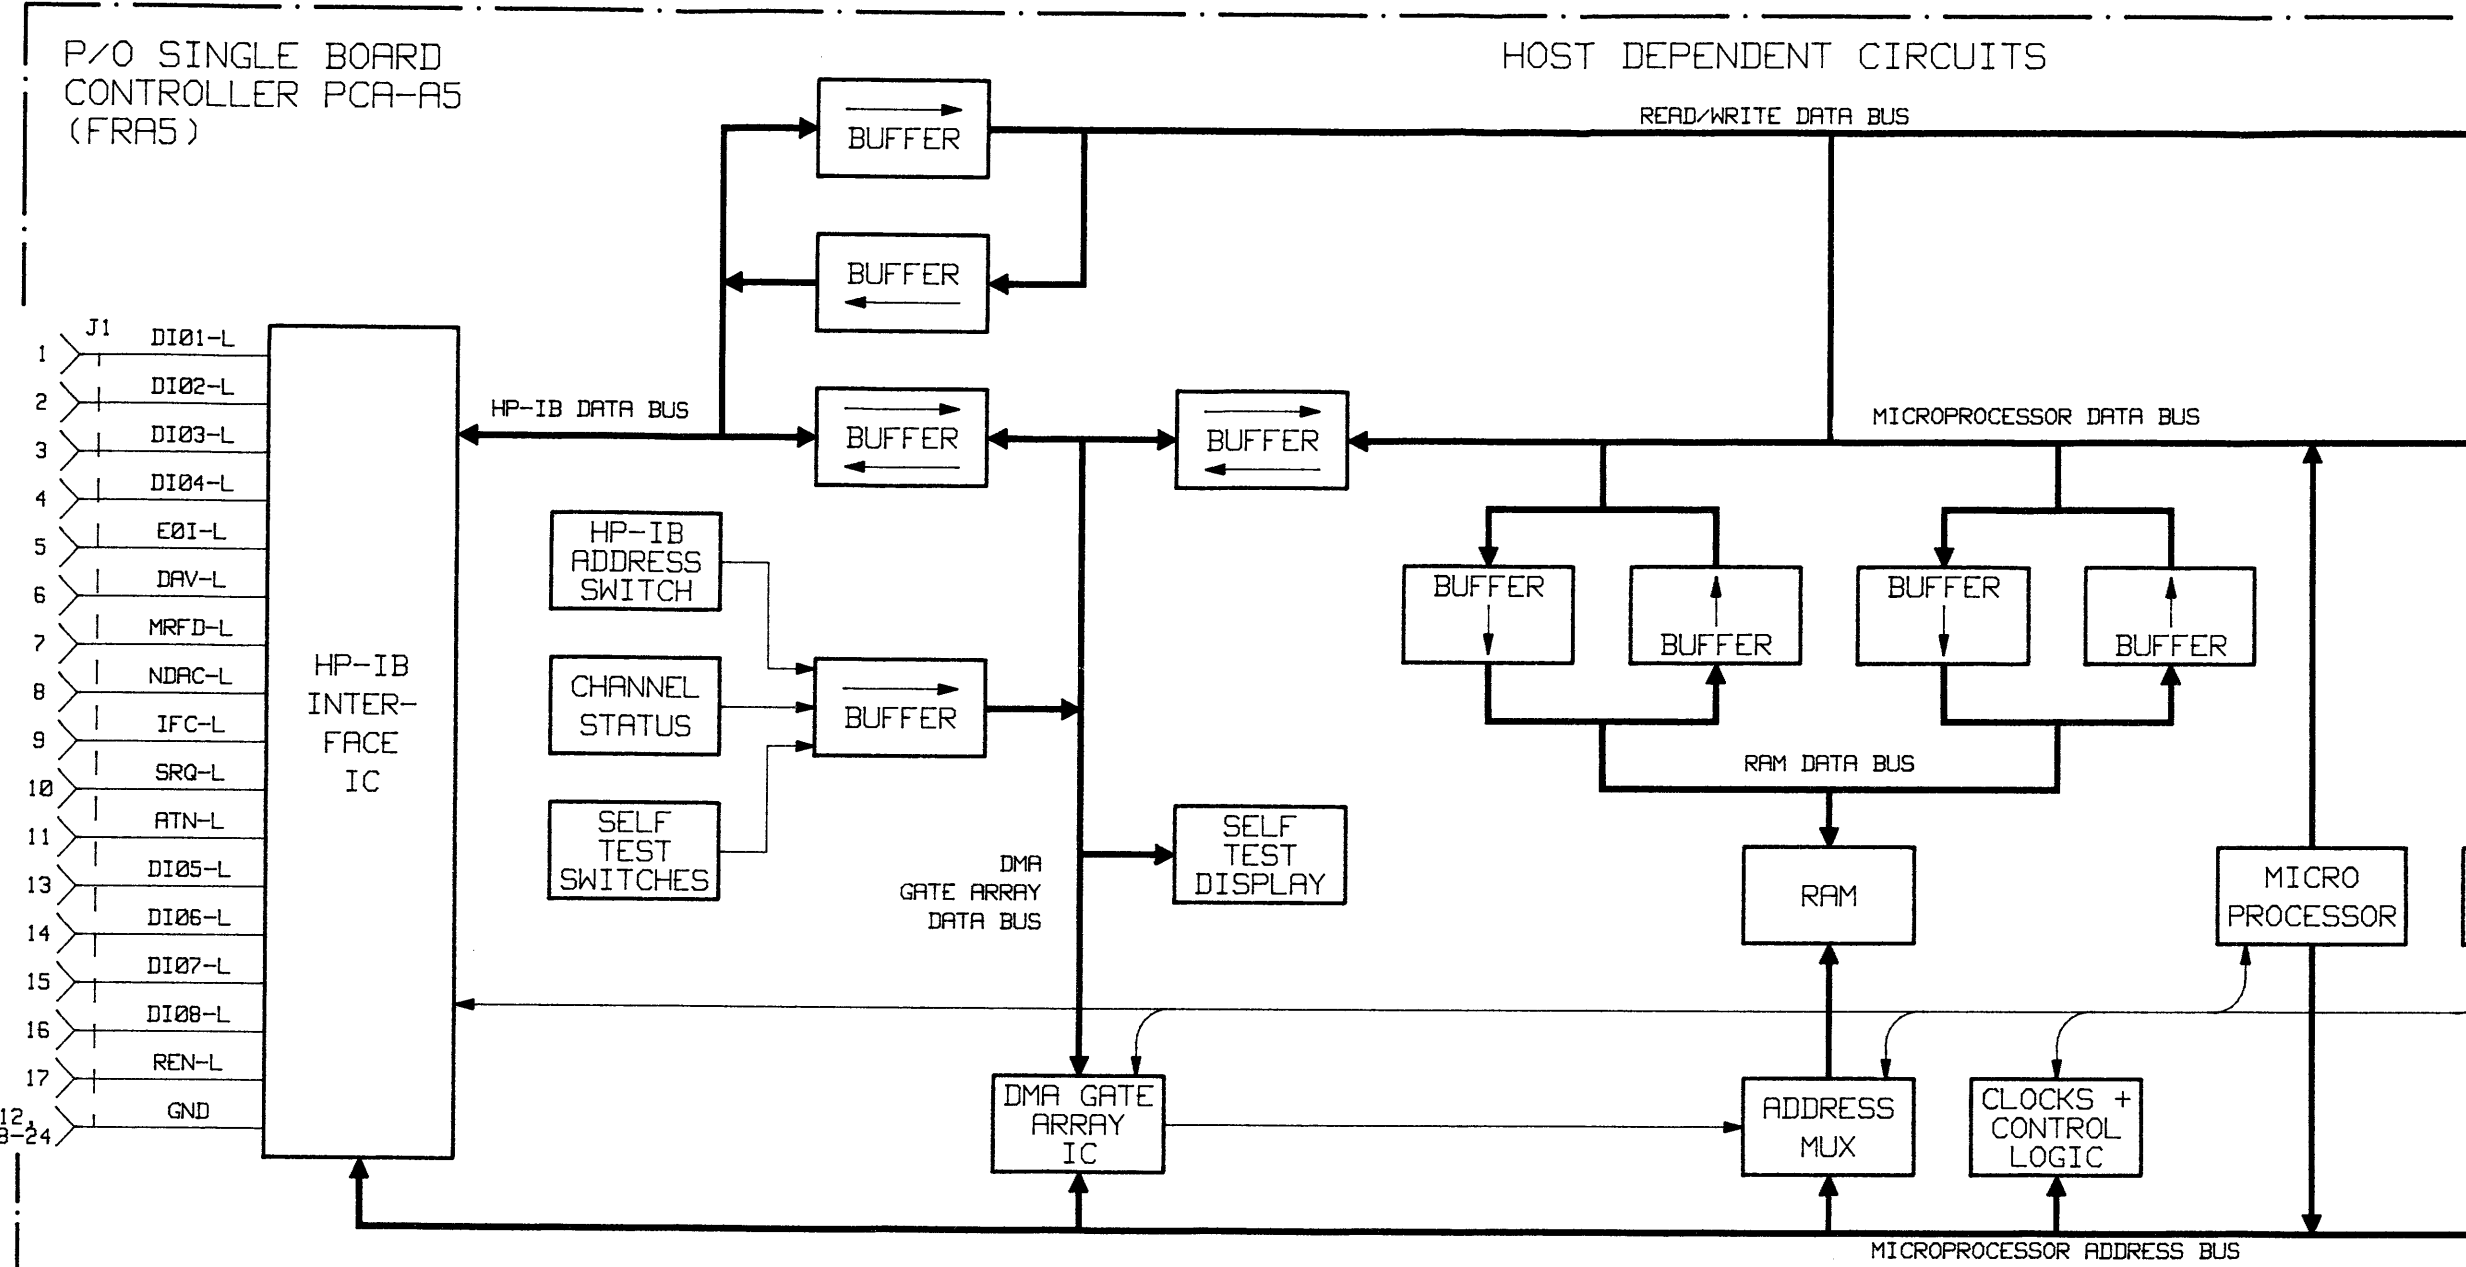 P/O SINGLE BOARD
CONTROLLER PCA-A5
(FRA5)
HOST DEPENDENT CIRCUITS
BUFFER
READ/WRITE DATA BUS
BUFFER
J1
1 DI01-L
2 DI02-L
3 DI03-L
4 DI04-L
5 E0I-L
6 DAV-L
7 MRFD-L
8 NDAC-L
9 IFC-L
10 SRQ-L
11 ATN-L
13 DI05-L
14 DI06-L
15 DI07-L
16 DI08-L
17 REN-L
12,
8-24
GND
HP-IB
INTER-
FACE
IC
HP-IB DATA BUS
BUFFER
BUFFER
MICROPROCESSOR DATA BUS
HP-IB
ADDRESS
SWITCH
CHANNEL
STATUS
SELF
TEST
SWITCHES
BUFFER
DMA
GATE ARRAY
DATA BUS
SELF
TEST
DISPLAY
BUFFER
BUFFER
BUFFER
BUFFER
RAM DATA BUS
RAM
MICRO
PROCESSOR
DMA GATE
ARRAY
IC
ADDRESS
MUX
CLOCKS +
CONTROL
LOGIC
MICROPROCESSOR ADDRESS BUS